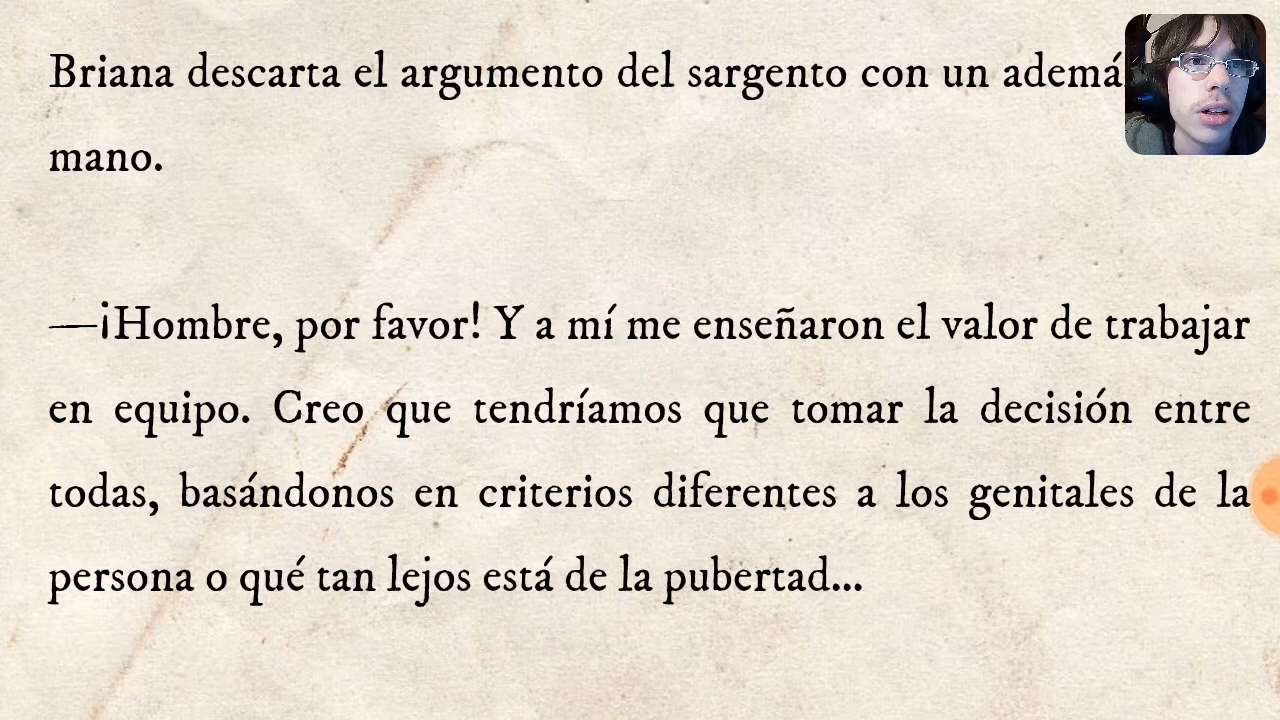 Briana descarta el argumento del sargento con un ademá
mano.
—¡Hombre, por favor! Y a mí me enseñaron el valor de trabajar
en equipo. Creo que tendríamos que tomar la decisión entre
todas, basándonos en criterios diferentes a los genitales de la
persona o qué tan lejos está de la pubertad...